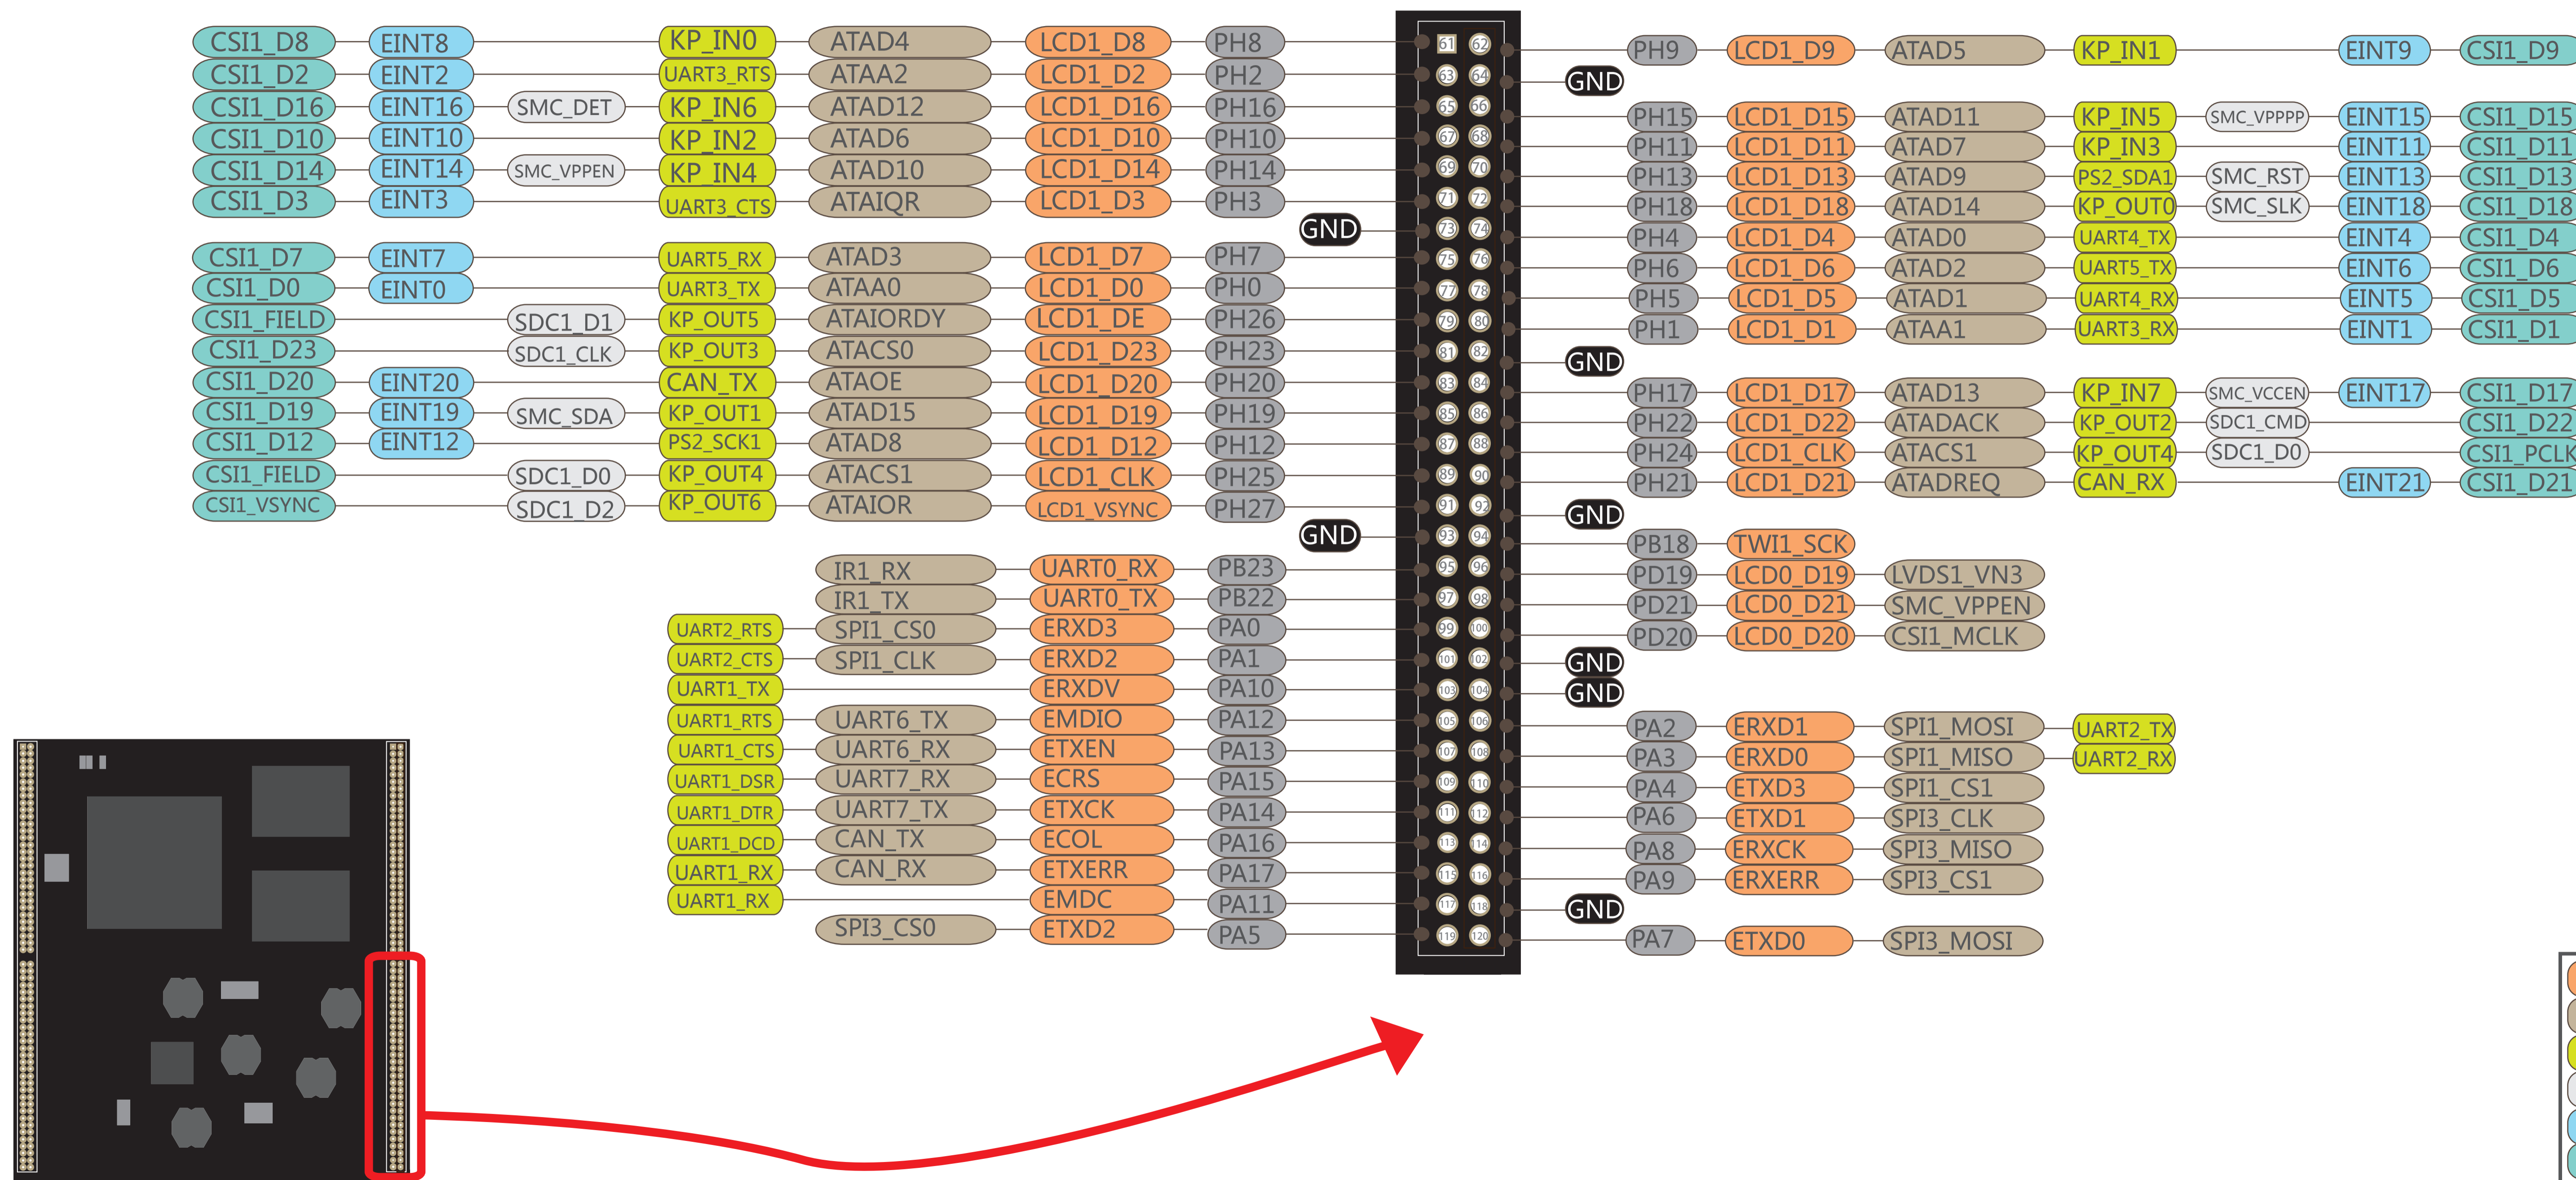 CSI1_D8 EINT8 KP_IN0 ATAD4 LCD1_D8 PH8 61 62 PH9 LCD1_D9 ATAD5 KP_IN1 EINT9 CSI1_D9
CSI1_D2 EINT2 UART3_RTS ATAA2 LCD1_D2 PH2 63 64 GND
CSI1_D16 EINT16 SMC_DET KP_IN6 ATAD12 LCD1_D16 PH16 65 66 PH15 LCD1_D15 ATAD11 KP_IN5 SMC_VPPPP EINT15 CSI1_D15
CSI1_D10 EINT10 KP_IN2 ATAD6 LCD1_D10 PH10 67 68 PH11 LCD1_D11 ATAD7 KP_IN3 EINT11 CSI1_D11
CSI1_D14 EINT14 SMC_VPPEN KP_IN4 ATAD10 LCD1_D14 PH14 69 70 PH13 LCD1_D13 ATAD9 PS2_SDA1 SMC_RST EINT13 CSI1_D13
CSI1_D3 EINT3 UART3_CTS ATAIQR LCD1_D3 PH3 71 72 PH18 LCD1_D18 ATAD14 KP_OUT0 SMC_SLK EINT18 CSI1_D18
GND 73 74 PH4 LCD1_D4 ATAD0 UART4_TX EINT4 CSI1_D4
CSI1_D7 EINT7 UART5_RX ATAD3 LCD1_D7 PH7 75 76 PH6 LCD1_D6 ATAD2 UART5_TX EINT6 CSI1_D6
CSI1_D0 EINT0 UART3_TX ATAA0 LCD1_D0 PH0 77 78 PH5 LCD1_D5 ATAD1 UART4_RX EINT5 CSI1_D5
CSI1_FIELD SDC1_D1 KP_OUT5 ATAIORDY LCD1_DE PH26 79 80 PH1 LCD1_D1 ATAA1 UART3_RX EINT1 CSI1_D1
CSI1_D23 SDC1_CLK KP_OUT3 ATACS0 LCD1_D23 PH23 81 82 GND
CSI1_D20 EINT20 CAN_TX ATAOE LCD1_D20 PH20 83 84 PH17 LCD1_D17 ATAD13 KP_IN7 SMC_VCCEN EINT17 CSI1_D17
CSI1_D19 EINT19 SMC_SDA KP_OUT1 ATAD15 LCD1_D19 PH19 85 86 PH22 LCD1_D22 ATADACK KP_OUT2 SDC1_CMD CSI1_D22
CSI1_D12 EINT12 PS2_SCK1 ATAD8 LCD1_D12 PH12 87 88 PH24 LCD1_CLK ATACS1 KP_OUT4 SDC1_D0 CSI1_PCLK
CSI1_FIELD SDC1_D0 KP_OUT4 ATACS1 LCD1_CLK PH25 89 90 PH21 LCD1_D21 ATADREQ CAN_RX EINT21 CSI1_D21
CSI1_VSYNC SDC1_D2 KP_OUT6 ATAIOR LCD1_VSYNC PH27 91 92 GND
GND 93 94 PB18 TWI1_SCK
IR1_RX UART0_RX PB23 95 96 PD19 LCD0_D19 LVDS1_VN3
IR1_TX UART0_TX PB22 97 98 PD21 LCD0_D21 SMC_VPPEN
UART2_RTS SPI1_CS0 ERXD3 PA0 99 100 PD20 LCD0_D20 CSI1_MCLK
UART2_CTS SPI1_CLK ERXD2 PA1 101 102 GND
UART1_TX ERXDV PA10 103 104 GND
UART1_RTS UART6_TX EMDIO PA12 105 106 PA2 ERXD1 SPI1_MOSI UART2_TX
UART1_CTS UART6_RX ETXEN PA13 107 108 PA3 ERXD0 SPI1_MISO UART2_RX
UART1_DSR UART7_RX ECRS PA15 109 110 PA4 ETXD3 SPI1_CS1
UART1_DTR UART7_TX ETXCK PA14 111 112 PA6 ETXD1 SPI3_CLK
UART1_DCD CAN_TX ECOL PA16 113 114 PA8 ERXCK SPI3_MISO
UART1_RX CAN_RX ETXERR PA17 115 116 PA9 ERXERR SPI3_CS1
UART1_RX EMDC PA11 117 118 GND
SPI3_CS0 ETXD2 PA5 119 120 PA7 ETXD0 SPI3_MOSI